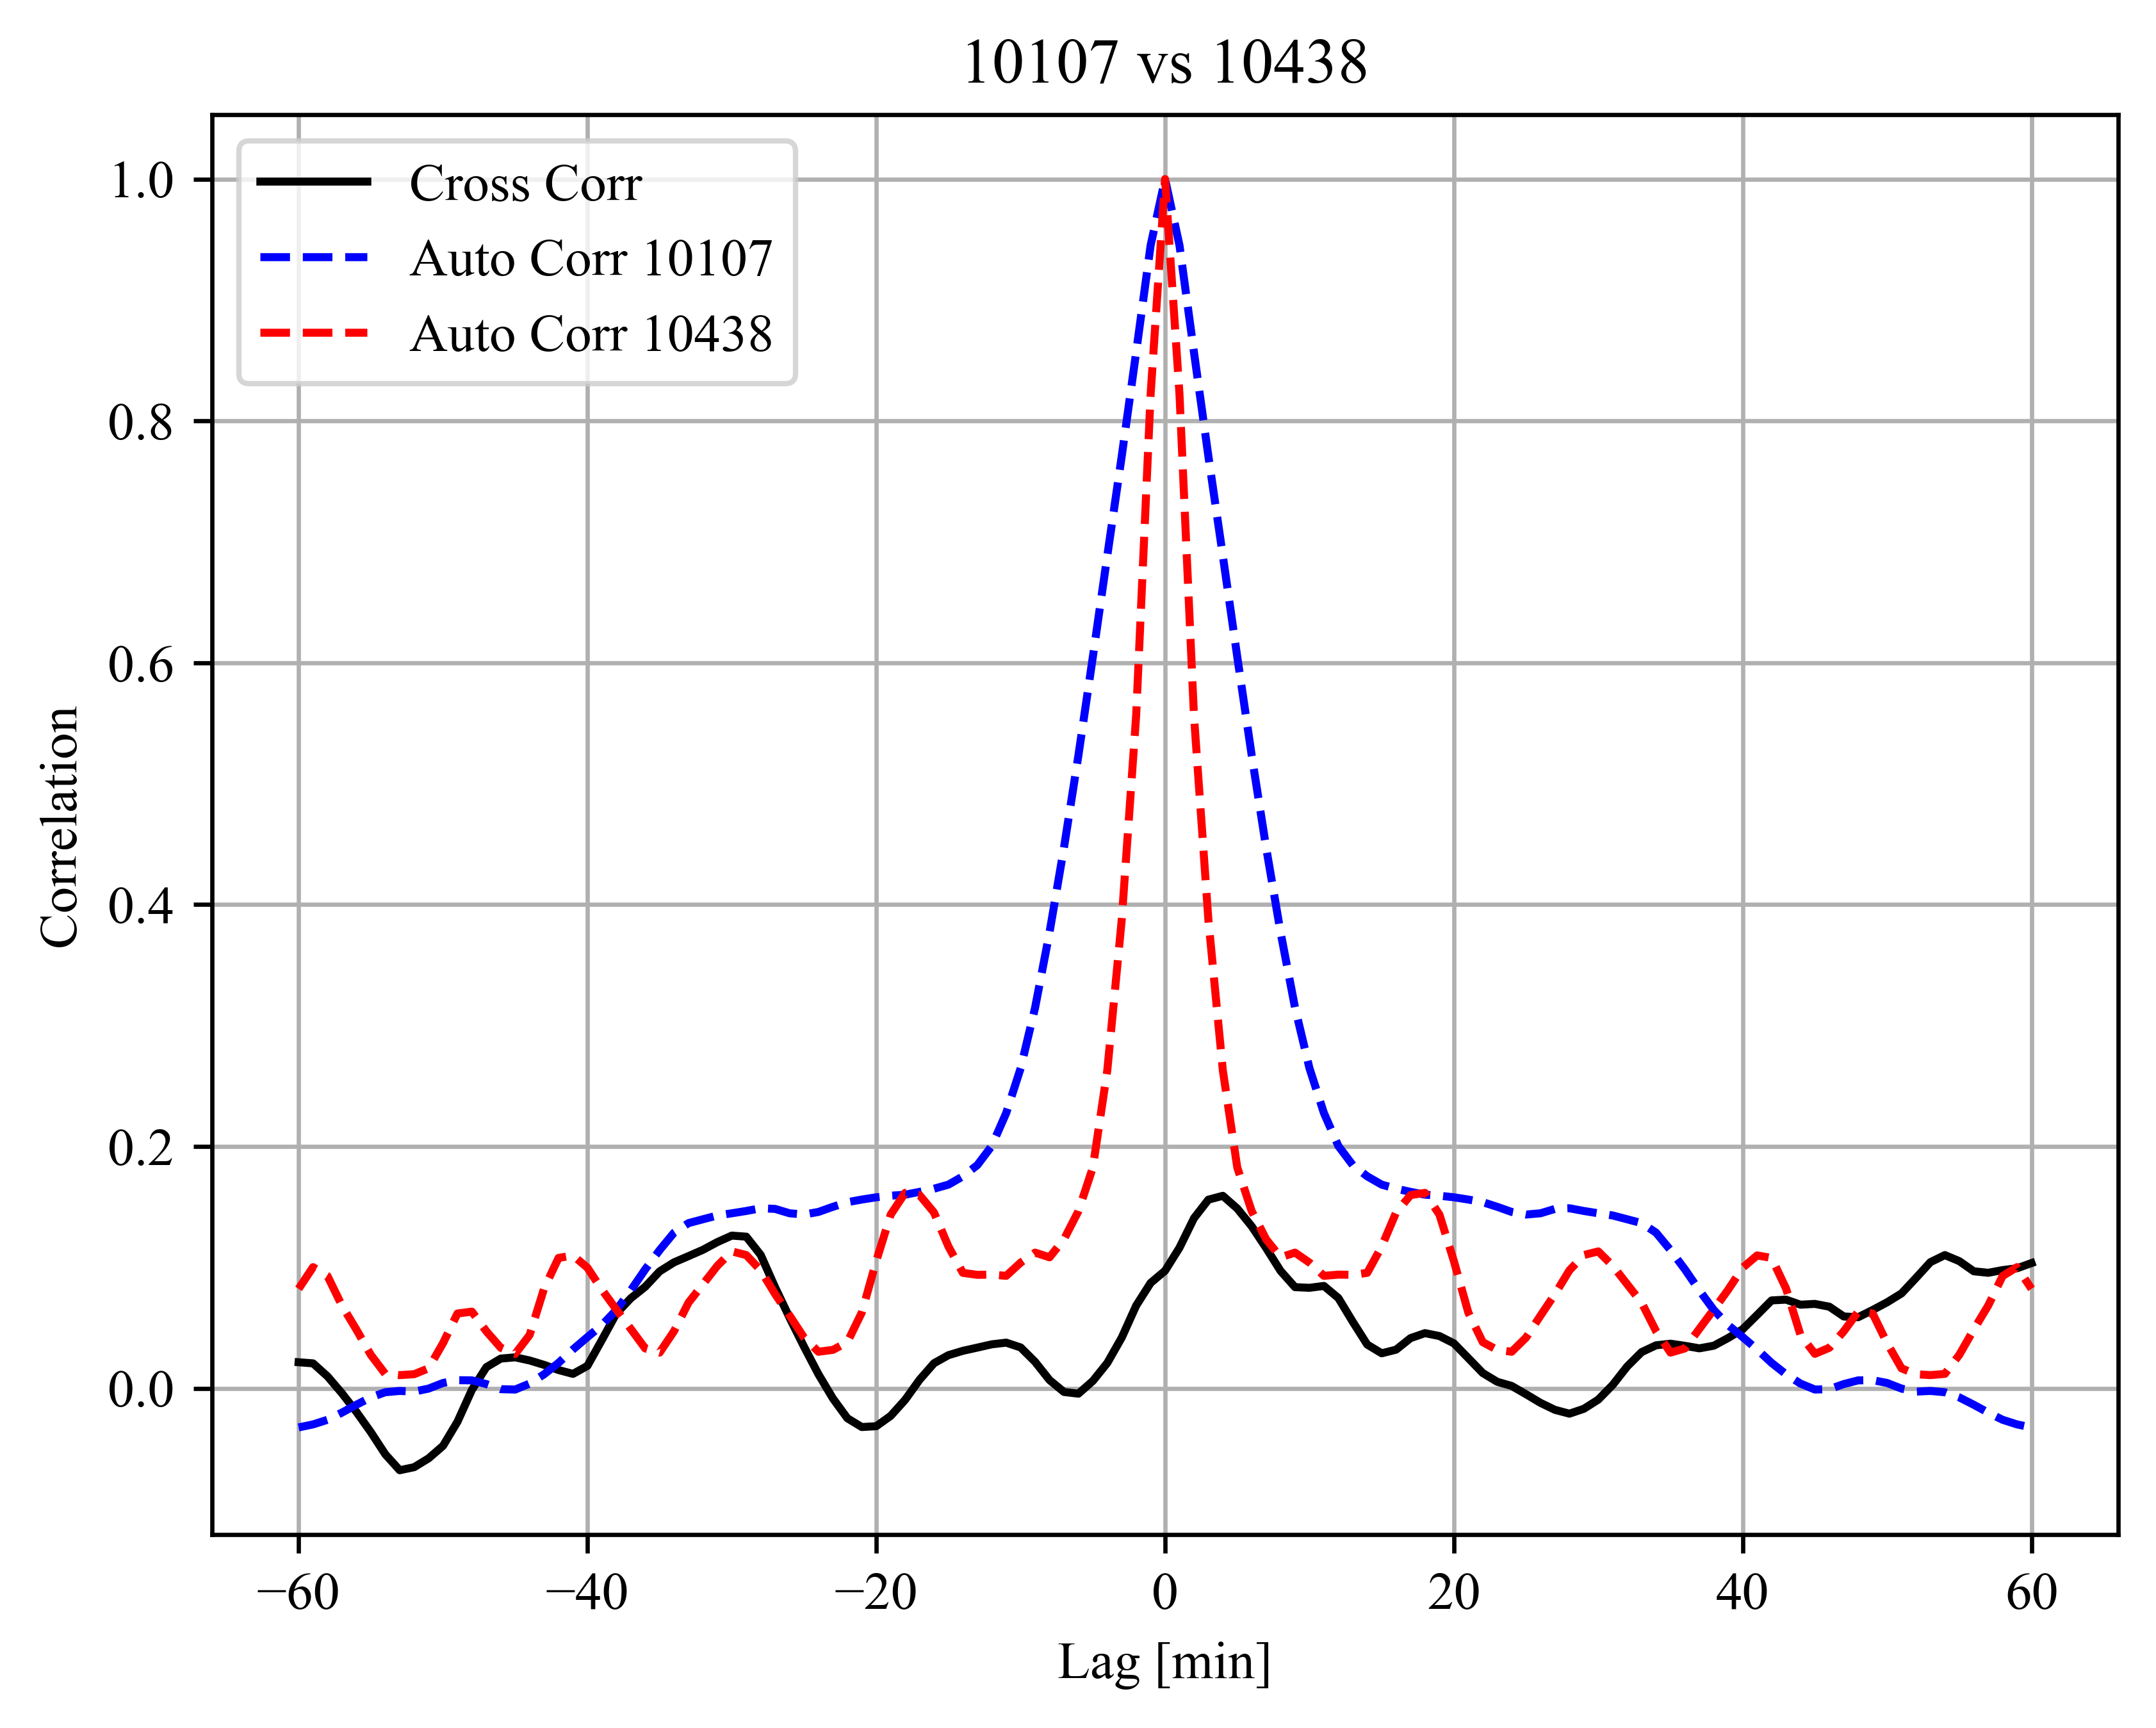 10107 vs 10438
Cross Corr
Auto Corr 10107
Auto Corr 10438
Correlation
1.0
0.8
0.6
0.4
0.2
0.0
−60 −40 −20 0 20 40 60
Lag [min]